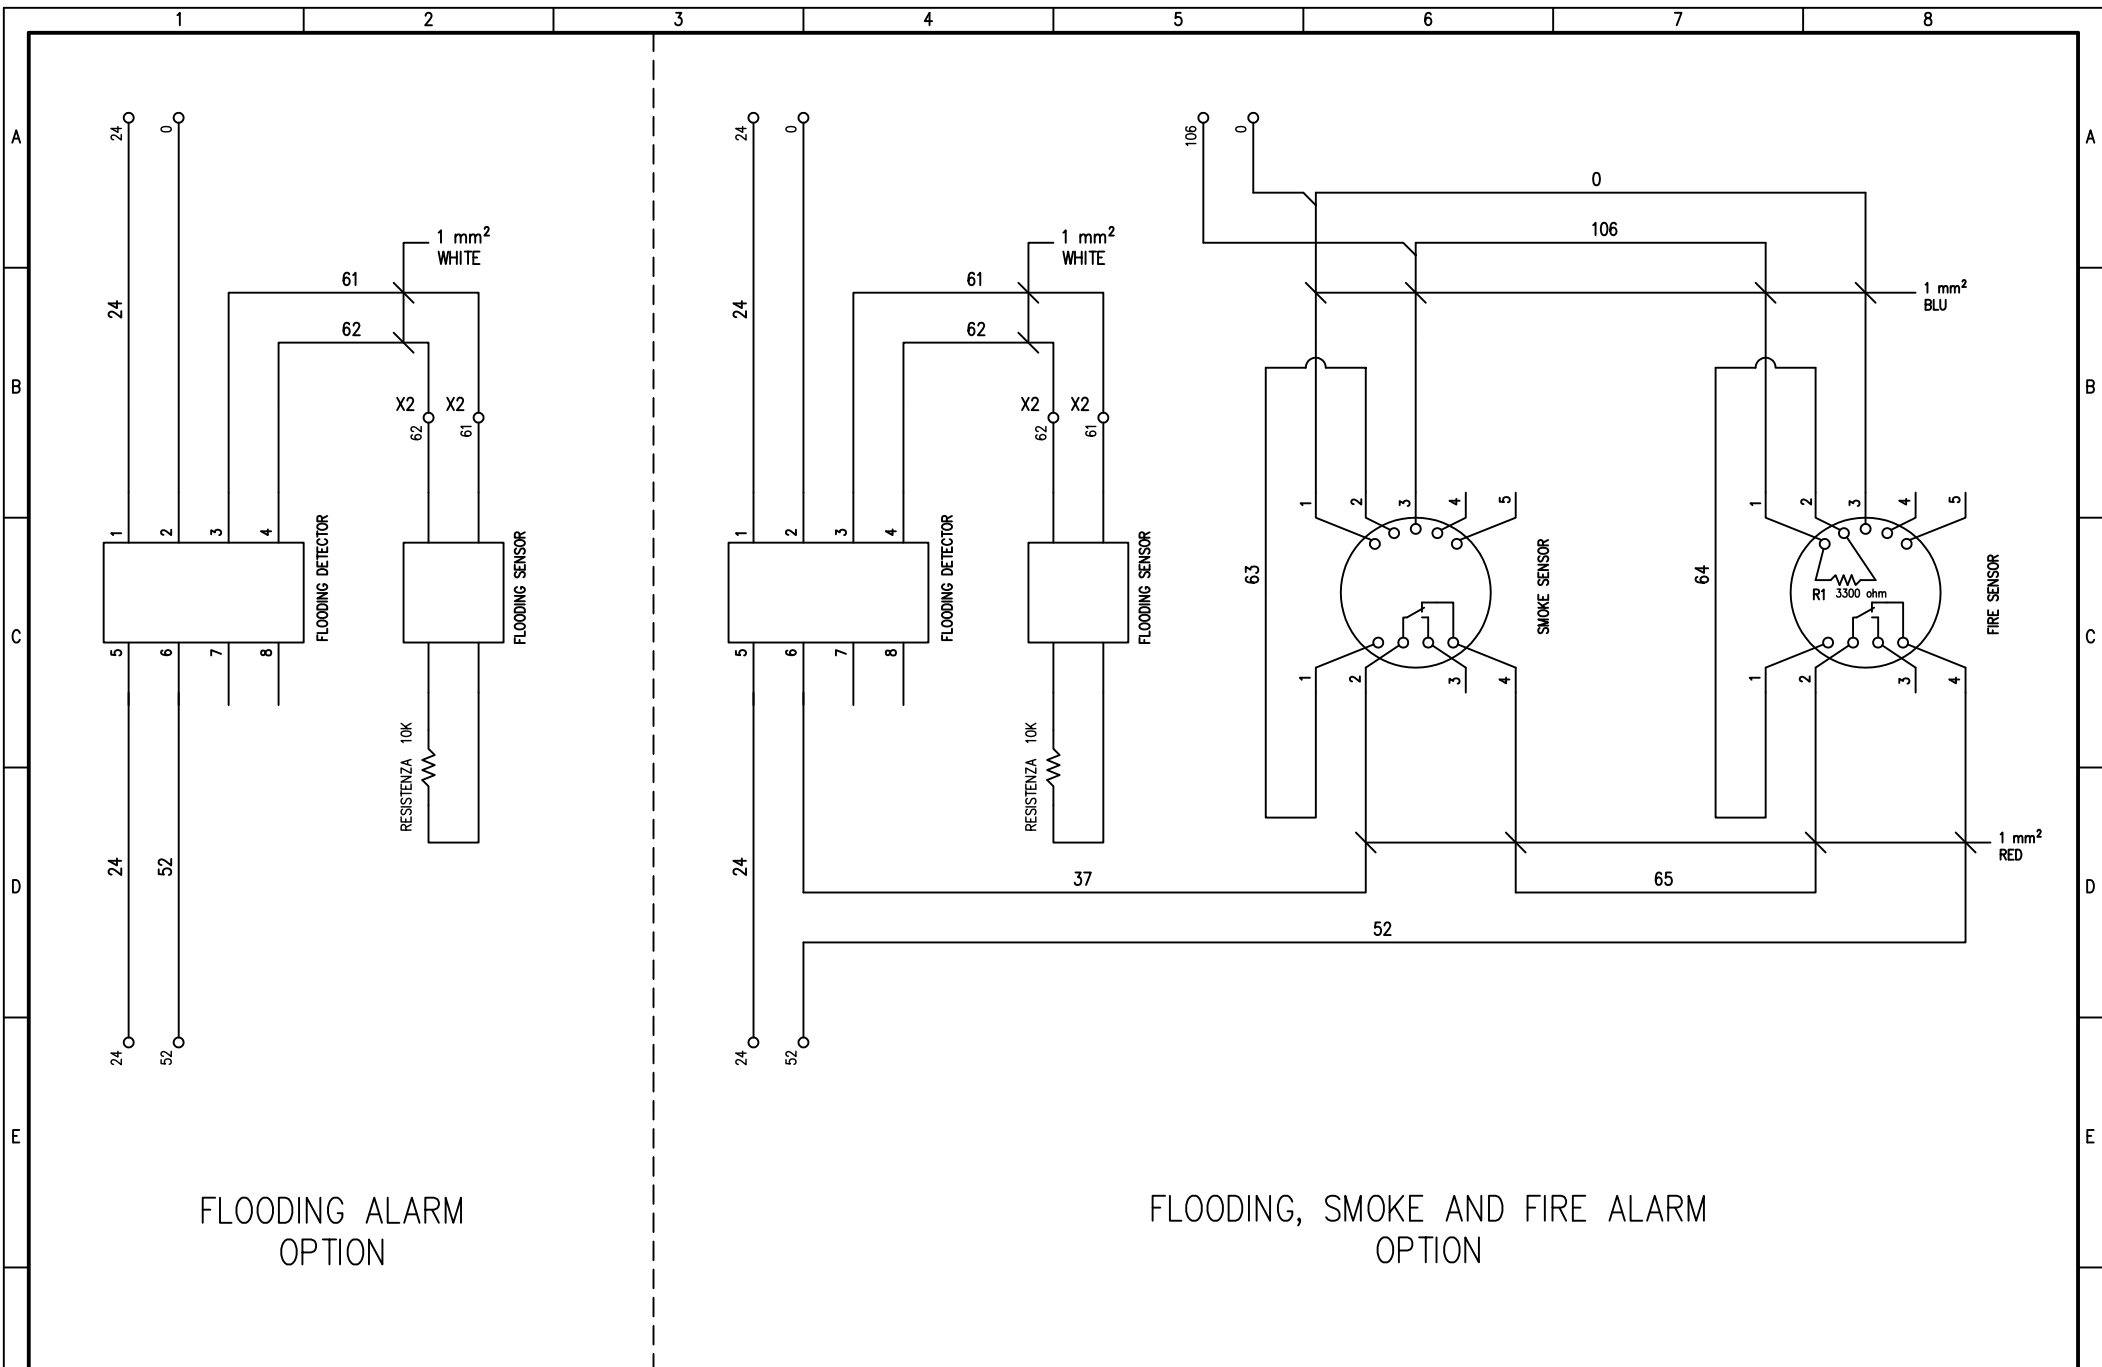 1 2 3 4 5 6 7 8
A A
24 0 24 0 106 0
0
106
1 mm²
WHITE
1 mm²
WHITE
61 61
1 mm²
BLU
24 24
62 62
B B
X2 X2 X2 X2
62 61 62 61
1 2 3 4 5 1 2 3 4 5
1 2 3 4 1 2 3 4
FLOODING DETECTOR
FLOODING SENSOR
FLOODING DETECTOR
FLOODING SENSOR
63
SMOKE SENSOR
64
R1 3300 ohm
FIRE SENSOR
C C
5 6 7 8 5 6 7 8
1 2 3 4 1 2 3 4
RESISTENZA 10K
RESISTENZA 10K
1 mm²
RED
24 52 24
37 65
D D
52
24 52 24 52
E E
FLOODING ALARM
OPTION
FLOODING, SMOKE AND FIRE ALARM
OPTION